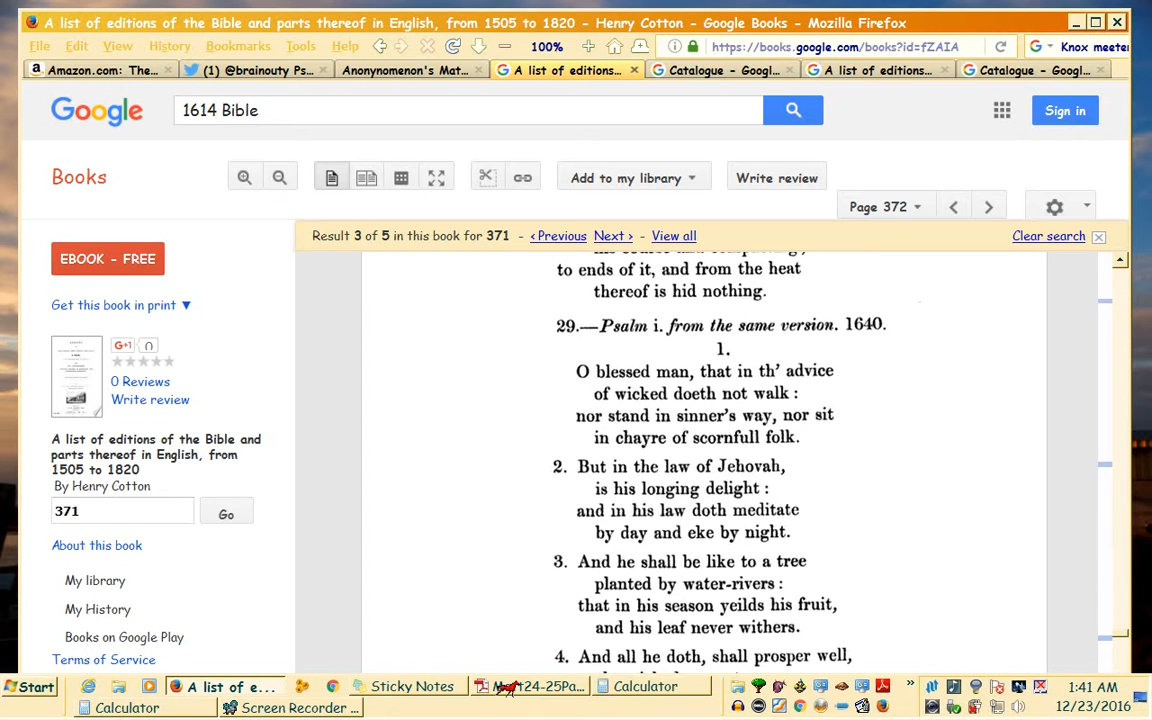 A list of editions of the Bible and parts thereof in English, from 1505 to 1820 - Henry Cotton - Google Books - Mozilla Firefox
File Edit View History Bookmarks Tools Help 100% https://books.google.com/books?id=fZAIA Knox meeter
Amazon.com: The... (1) @brainouty Ps... Anonynomenon's Mat... A list of editions... Catalogue - Googl... A list of editions... Catalogue - Googl...
Google 1614 Bible Sign in
Books Add to my library Write review
Page 372
Result 3 of 5 in this book for 371 - ‹ Previous Next › - View all Clear search
EBOOK - FREE
Get this book in print ▼
G+1 0
0 Reviews
Write review
A list of editions of the Bible and
parts thereof in English, from
1505 to 1820
By Henry Cotton
371 Go
About this book
My library
My History
Books on Google Play
Terms of Service
to ends of it, and from the heat
thereof is hid nothing.
29.—Psalm i. from the same version. 1640.
1.
O blessed man, that in th' advice
of wicked doeth not walk :
nor stand in sinner's way, nor sit
in chayre of scornfull folk.
2. But in the law of Jehovah,
is his longing delight :
and in his law doth meditate
by day and eke by night.
3. And he shall be like to a tree
planted by water-rivers :
that in his season yeilds his fruit,
and his leaf never withers.
4. And all he doth, shall prosper well,
Start A list of e... Sticky Notes Calculator 1:41 AM
Calculator Screen Recorder ... 12/23/2016